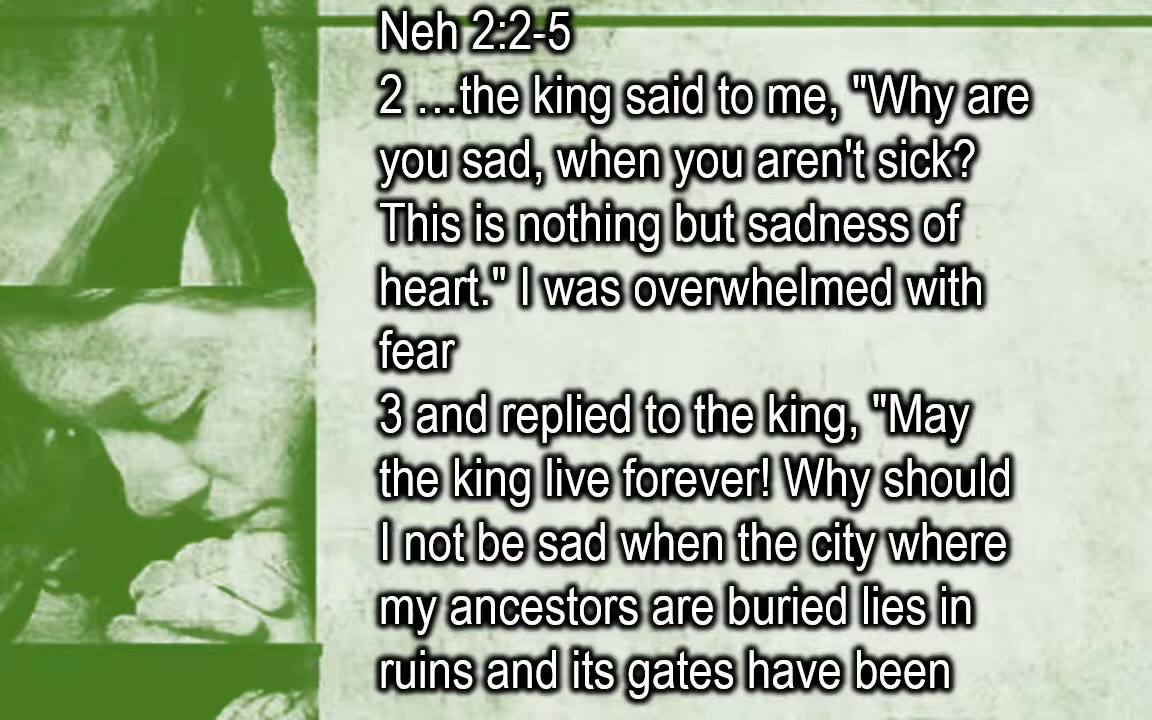 Neh 2:2-5
2 …the king said to me, "Why are
you sad, when you aren't sick?
This is nothing but sadness of
heart." I was overwhelmed with
fear
3 and replied to the king, "May
the king live forever! Why should
I not be sad when the city where
my ancestors are buried lies in
ruins and its gates have been